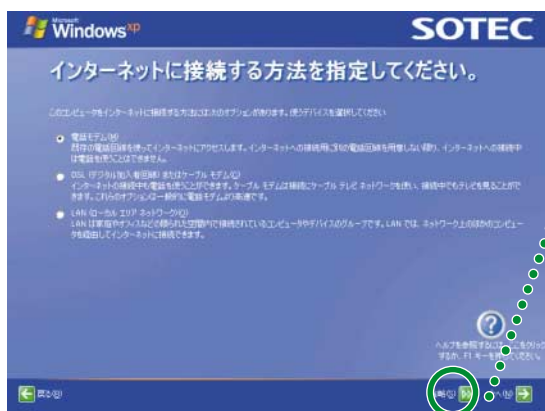 Microsoft
Windows xp
SOTEC
インターネットに接続する方法を指定してください。
このコンピュータをインターネットに接続する方法には次のオプションがあります。使うデバイスを選択してください
電話モデム(M)
既存の電話回線を使ってインターネットにアクセスします。インターネットへの接続用に別の電話回線を用意しない限り、インターネットへの接続中
は電話を使うことはできません。
DSL (デジタル加入者回線) またはケーブル モデム(D)
インターネットの接続中も電話を使うことができます。ケーブル モデムは接続にケーブル テレビ ネットワークを使い、接続中でもテレビを見ることがで
きます。これらのオプションは一般的に電話モデムより高速です。
LAN (ローカル エリア ネットワーク)(L)
LAN は家庭やオフィスなどの限られた空間内で接続されているコンピュータやデバイスのグループです。LAN では、ネットワーク上のほかのコンピュー
タを経由してインターネットに接続できます。
?
ヘルプを参照するには、ここをクリック
するか、F1 キーを押してください。
戻る(B)
省略(S)